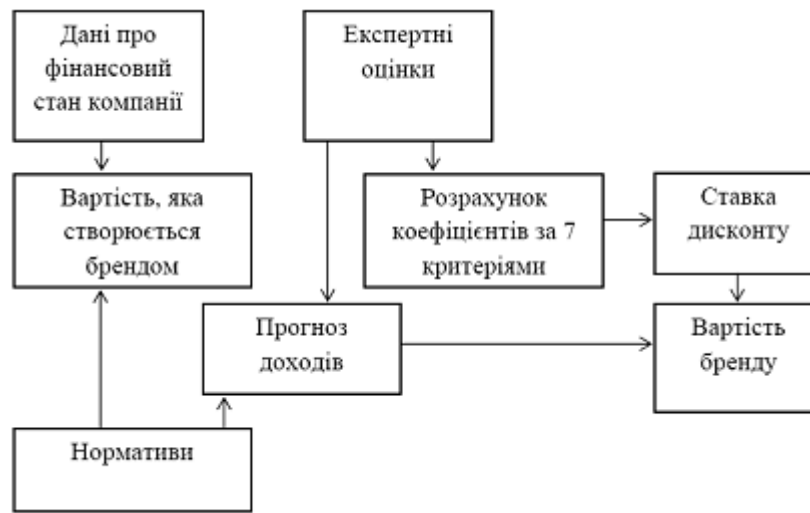 Дані про
фінансовий
стан компанії
Експертні
оцінки
Вартість, яка
створюється
брендом
Розрахунок
коефіцієнтів за 7
критеріями
Ставка
дисконту
Прогноз
доходів
Вартість
бренду
Нормативи